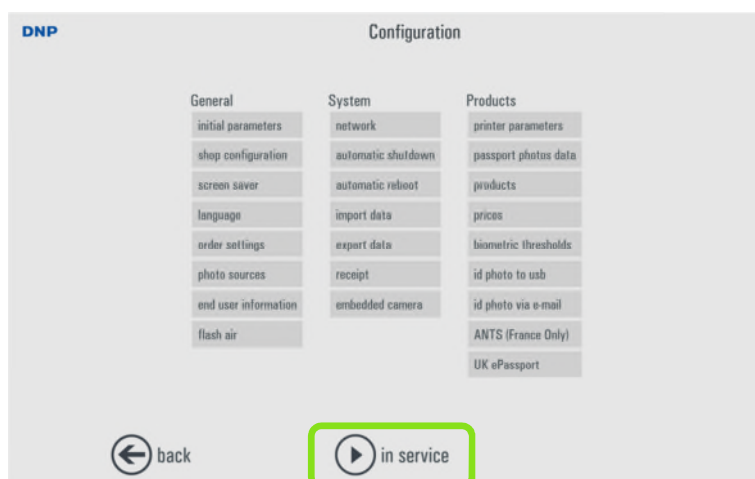 DNP
Configuration
General
initial parameters
shop configuration
screen saver
language
order settings
photo sources
end user information
flash air
System
network
automatic shutdown
automatic reboot
import data
export data
receipt
embedded camera
Products
printer parameters
passport photos data
products
prices
biometric thresholds
id photo to usb
id photo via e-mail
ANTS (France Only)
UK ePassport
back
in service